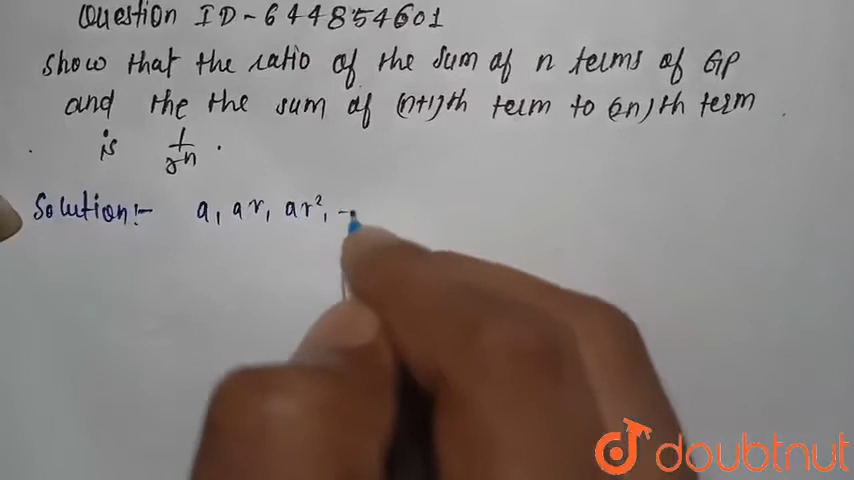 Question ID - 644854601
show that the ratio of the sum of n terms of GP
and the the sum of (n+1)th term to (2n)th term
is 1/r^n .
Solution:- a, ar, ar², -
doubtnut